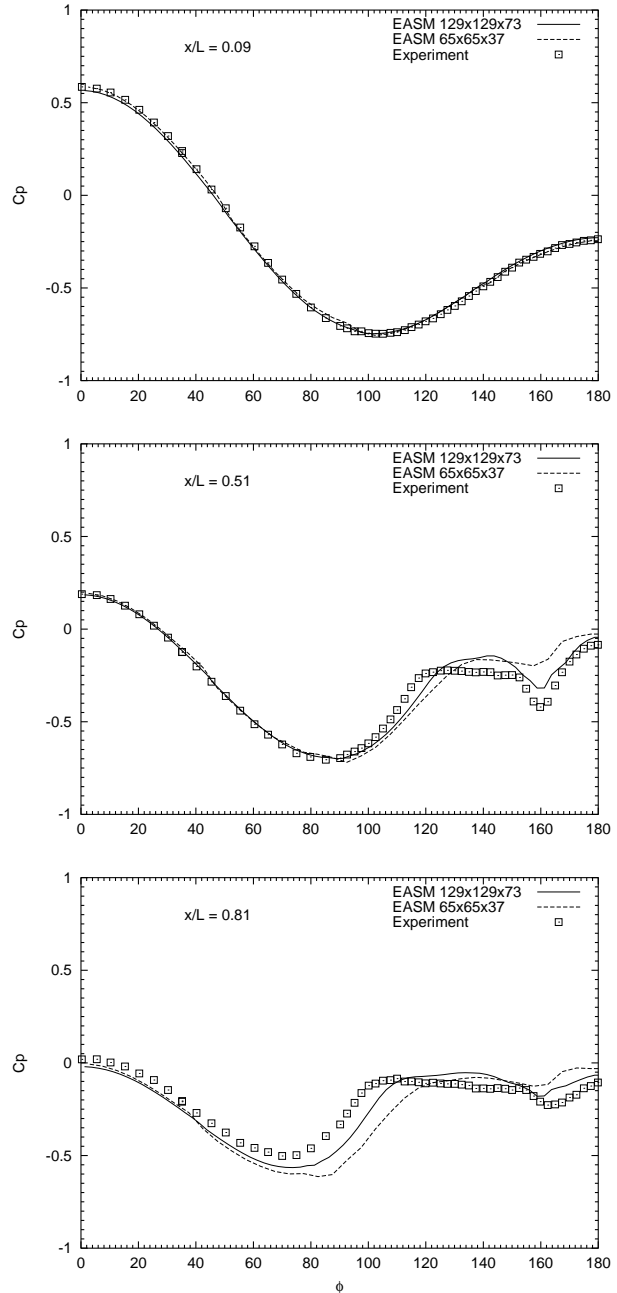 1
EASM 129x129x73
x/L = 0.09
EASM 65x65x37
Experiment
0.5
Cp
0
-0.5
-1
0 20 40 60 80 100 120 140 160 180
1
EASM 129x129x73
x/L = 0.51
EASM 65x65x37
Experiment
0.5
Cp
0
-0.5
-1
0 20 40 60 80 100 120 140 160 180
1
EASM 129x129x73
x/L = 0.81
EASM 65x65x37
Experiment
0.5
Cp
0
-0.5
-1
0 20 40 60 80 100 120 140 160 180
ϕ